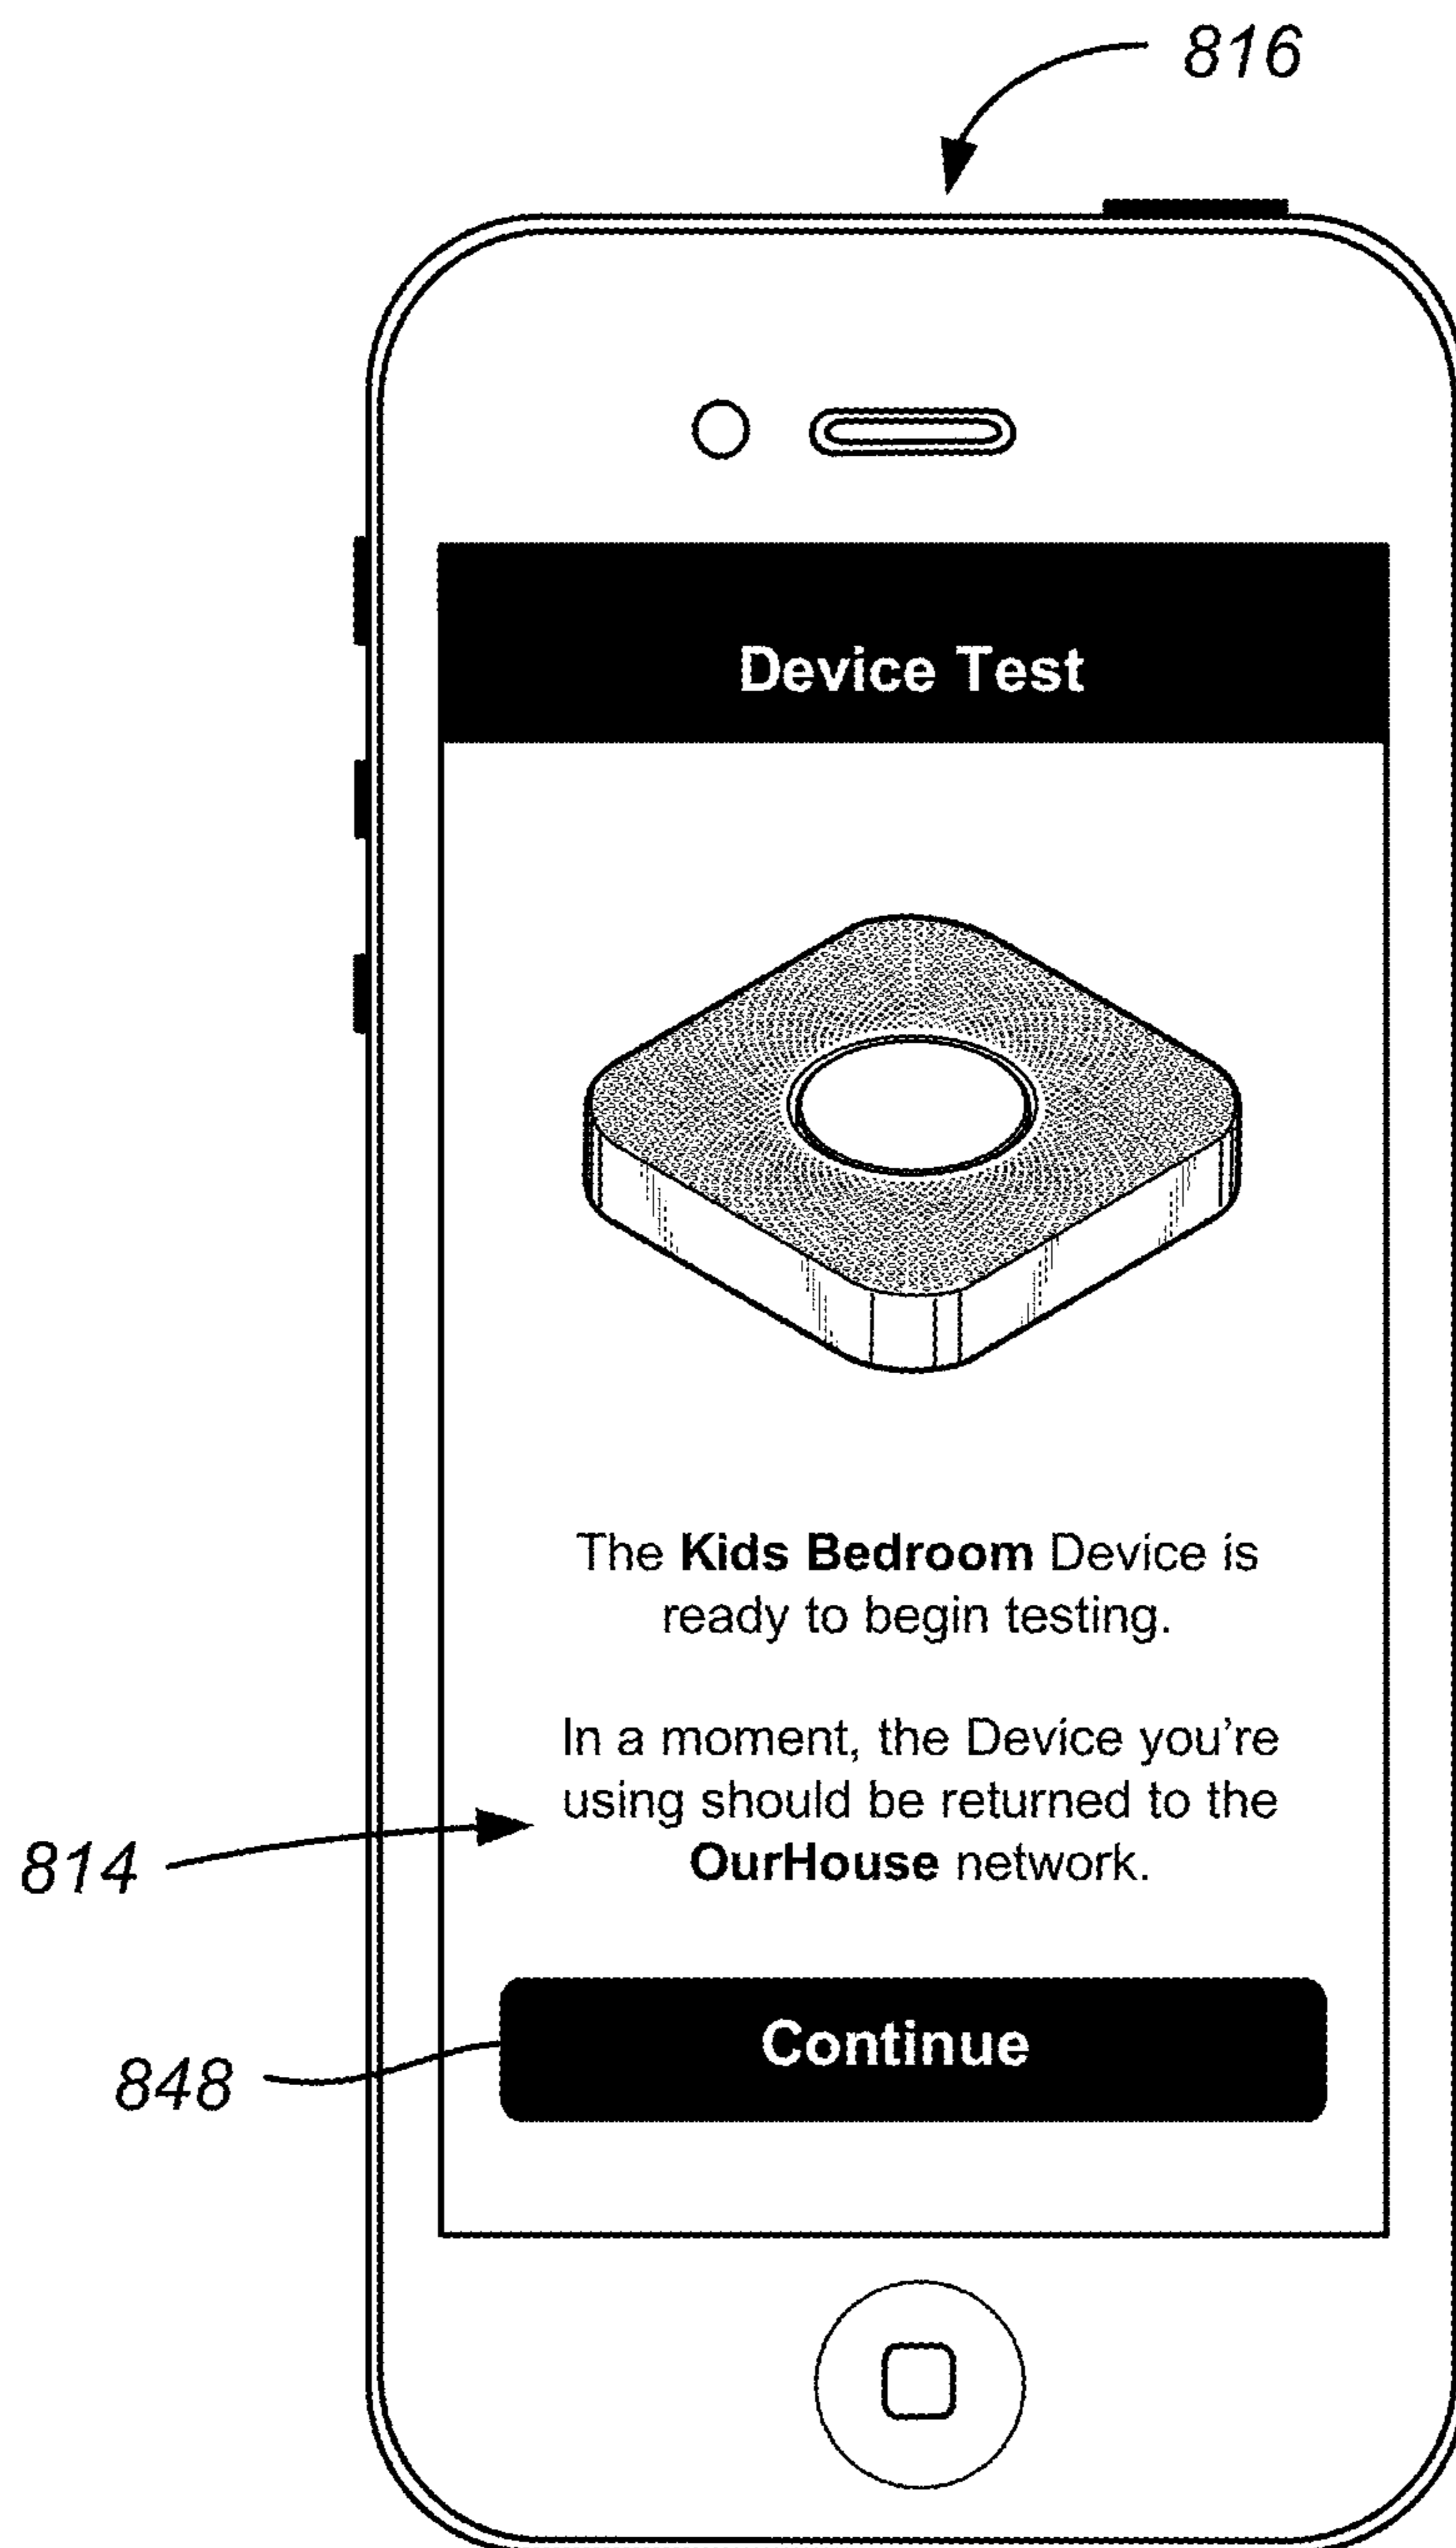 816
Device Test
The Kids Bedroom Device is
ready to begin testing.
In a moment, the Device you're
using should be returned to the
OurHouse network.
814
Continue
848